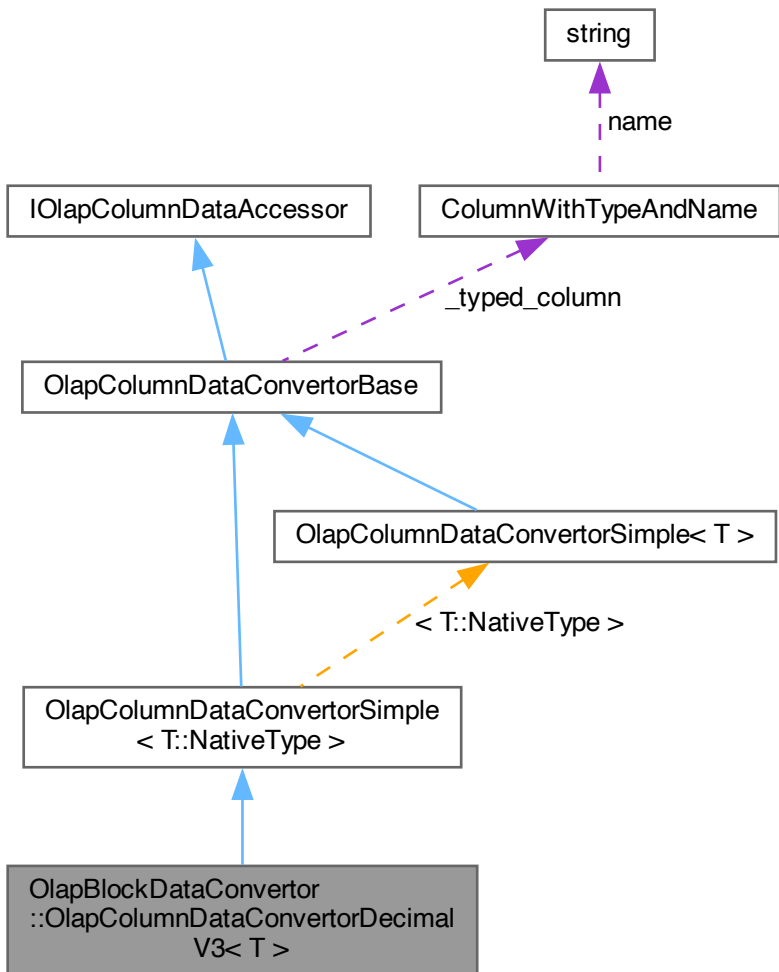 string
name
IOlapColumnDataAccessor
ColumnWithTypeAndName
_typed_column
OlapColumnDataConvertorBase
OlapColumnDataConvertorSimple< T >
< T::NativeType >
OlapColumnDataConvertorSimple
< T::NativeType >
OlapBlockDataConvertor
::OlapColumnDataConvertorDecimal
V3< T >